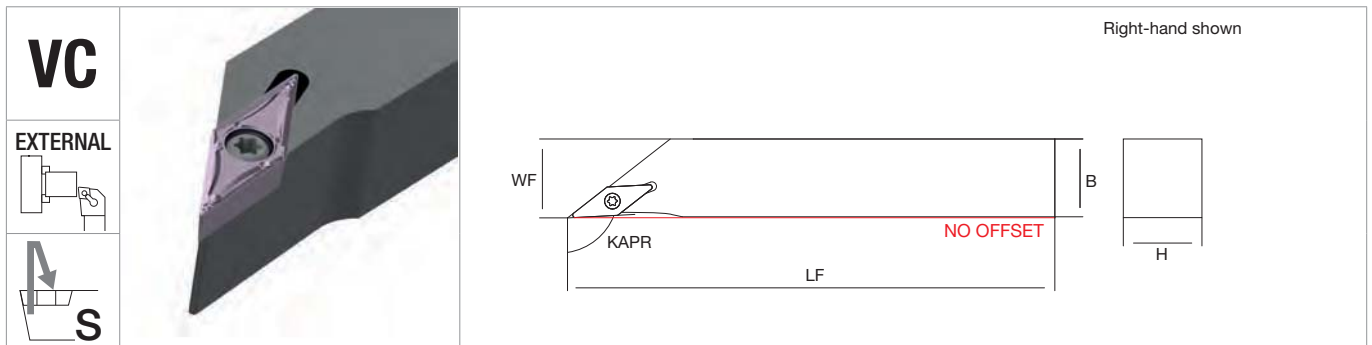 VC
EXTERNAL
S
Right-hand shown
WF
B
KAPR
NO OFFSET
LF
H